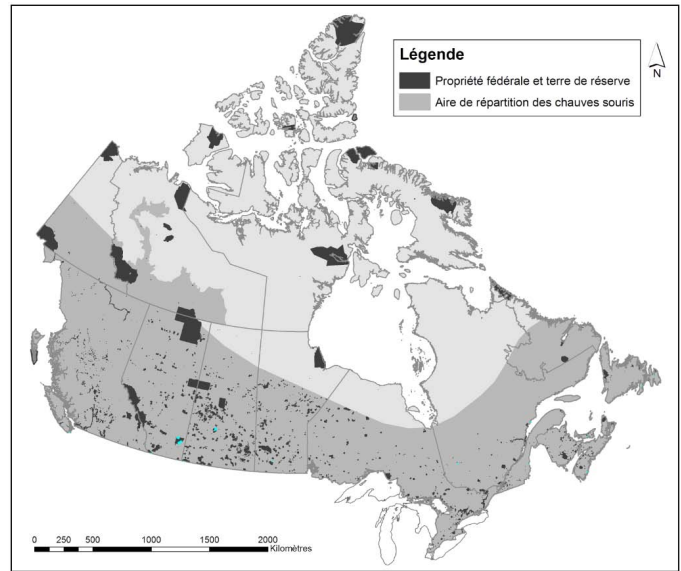 Légende
Propriété fédérale et terre de réserve
Aire de répartition des chauves souris
N
0 250 500 1000 1500 2000
Kilomètres